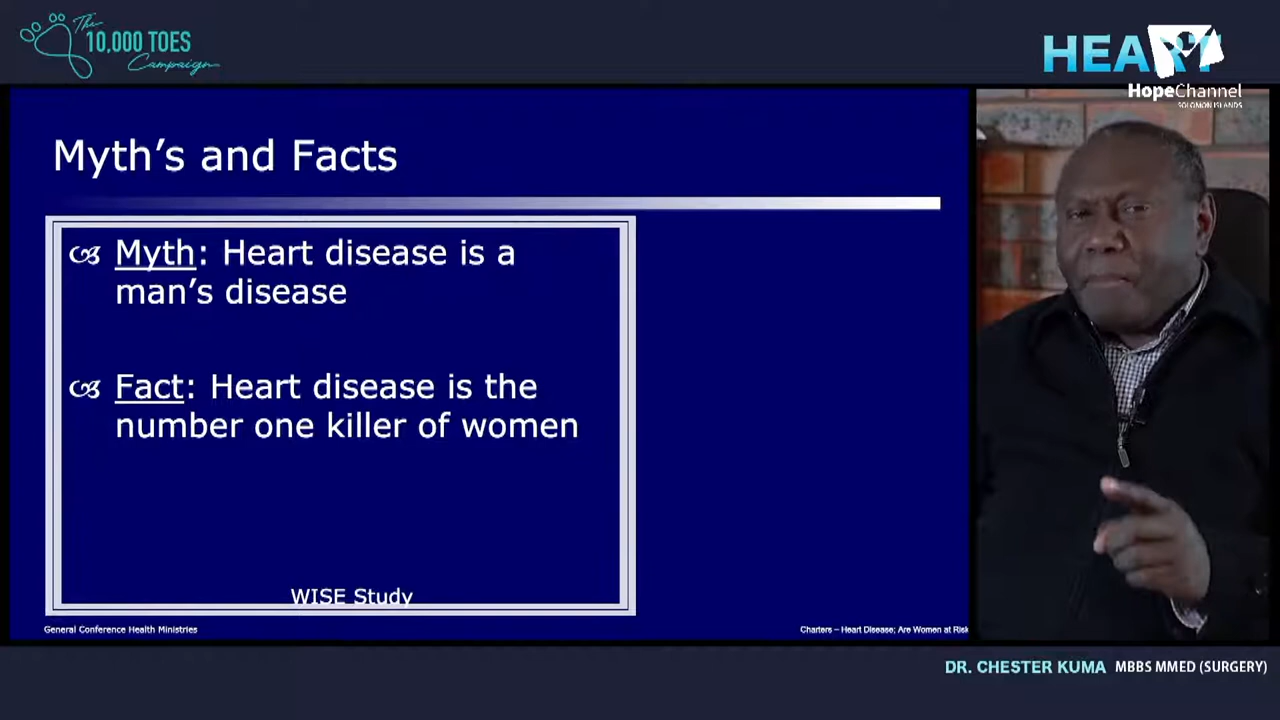 The
10,000 TOES
Campaign
HEART
HopeChannel
SOLOMON ISLANDS
Myth's and Facts
Myth: Heart disease is a
man's disease
Fact: Heart disease is the
number one killer of women
WISE Study
General Conference Health Ministries
Charters – Heart Disease; Are Women at Risk
DR. CHESTER KUMA MBBS MMED (SURGERY)